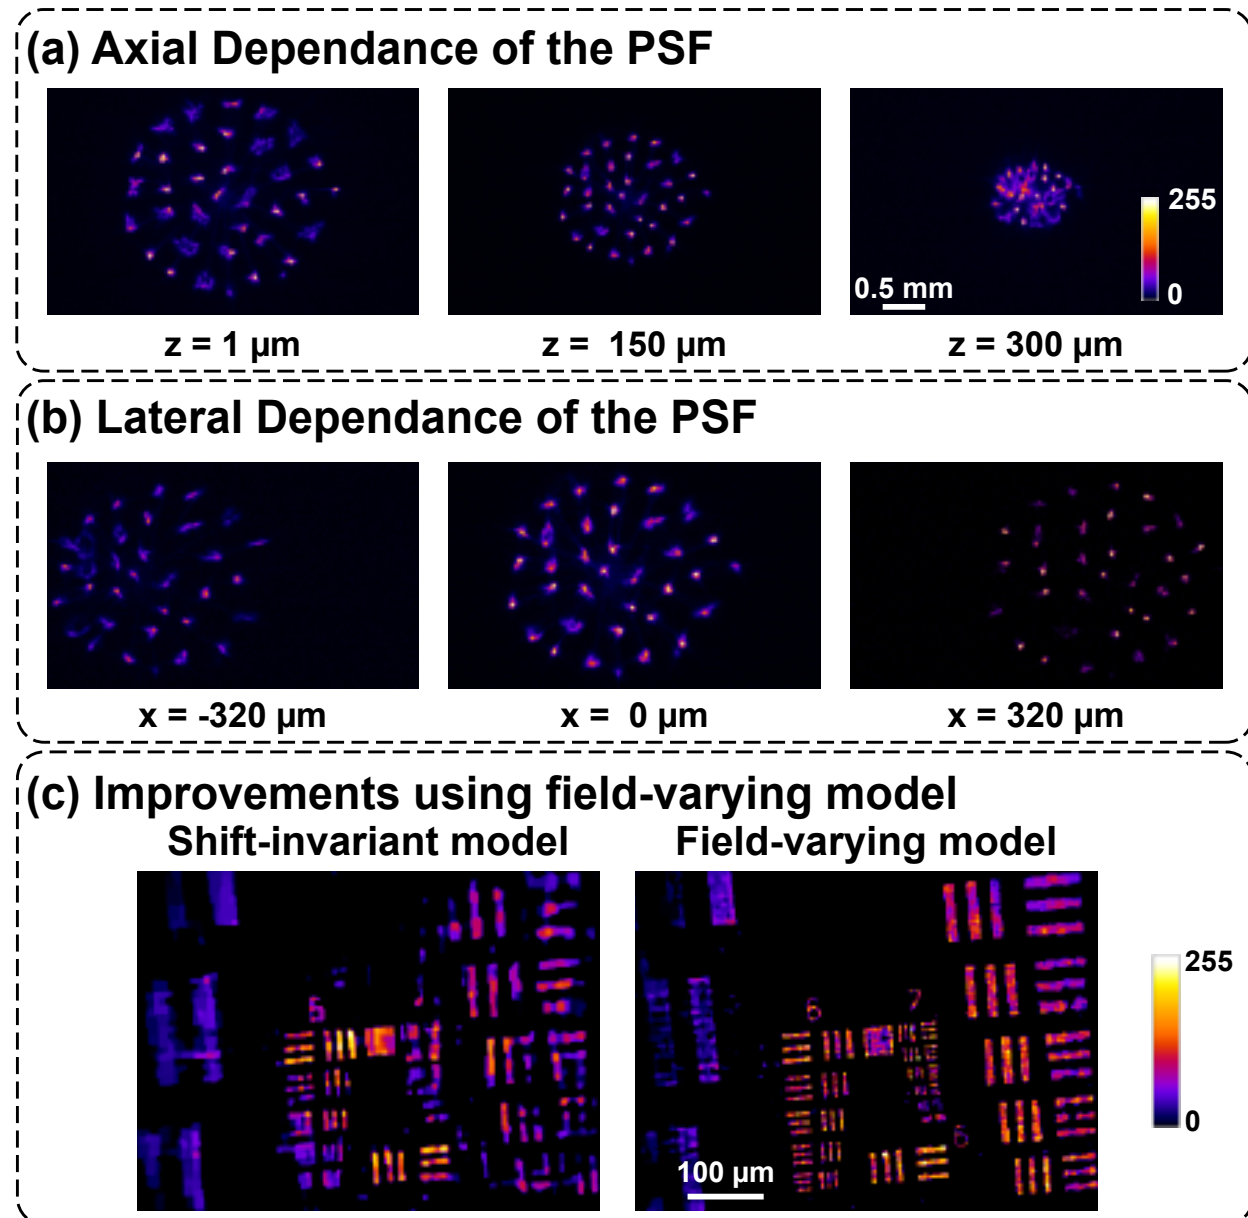 (a) Axial Dependance of the PSF
255
0.5 mm
0
z = 1 µm
z = 150 µm
z = 300 µm
(b) Lateral Dependance of the PSF
x = -320 µm
x = 0 µm
x = 320 µm
(c) Improvements using field-varying model
Shift-invariant model
Field-varying model
255
6
7
6
100 µm
0